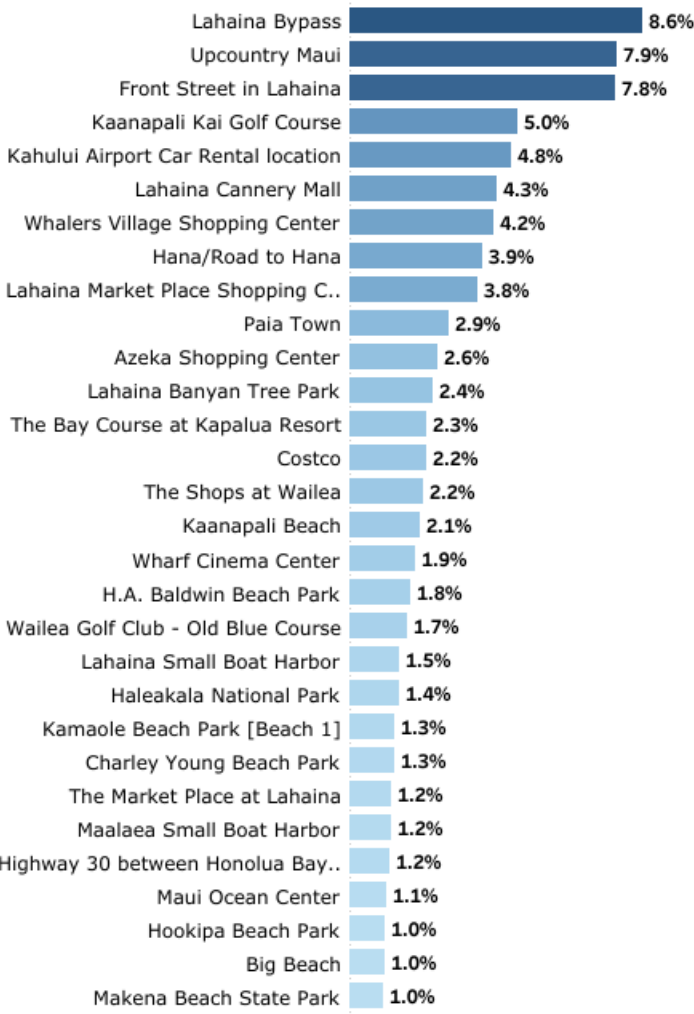 Lahaina Bypass 8.6%
Upcountry Maui 7.9%
Front Street in Lahaina 7.8%
Kaanapali Kai Golf Course 5.0%
Kahului Airport Car Rental location 4.8%
Lahaina Cannery Mall 4.3%
Whalers Village Shopping Center 4.2%
Hana/Road to Hana 3.9%
Lahaina Market Place Shopping C.. 3.8%
Paia Town 2.9%
Azeka Shopping Center 2.6%
Lahaina Banyan Tree Park 2.4%
The Bay Course at Kapalua Resort 2.3%
Costco 2.2%
The Shops at Wailea 2.2%
Kaanapali Beach 2.1%
Wharf Cinema Center 1.9%
H.A. Baldwin Beach Park 1.8%
Wailea Golf Club - Old Blue Course 1.7%
Lahaina Small Boat Harbor 1.5%
Haleakala National Park 1.4%
Kamaole Beach Park [Beach 1] 1.3%
Charley Young Beach Park 1.3%
The Market Place at Lahaina 1.2%
Maalaea Small Boat Harbor 1.2%
Highway 30 between Honolua Bay.. 1.2%
Maui Ocean Center 1.1%
Hookipa Beach Park 1.0%
Big Beach 1.0%
Makena Beach State Park 1.0%